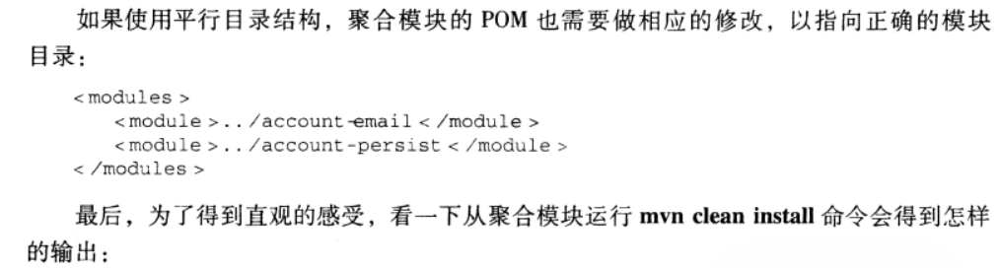 如果使用平行目录结构，聚合模块的 POM 也需要做相应的修改，以指向正确的模块
目录：
<modules>
<module>../account-email</module>
<module>../account-persist</module>
</modules>
最后，为了得到直观的感受，看一下从聚合模块运行 mvn clean install 命令会得到怎样
的输出：